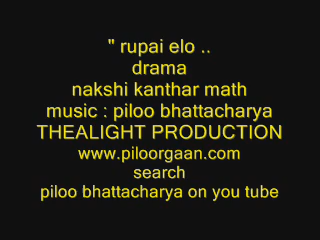 " rupai elo ..
drama
nakshi kanthar math
music : piloo bhattacharya
THEALIGHT PRODUCTION
www.piloorgaan.com
search
piloo bhattacharya on you tube